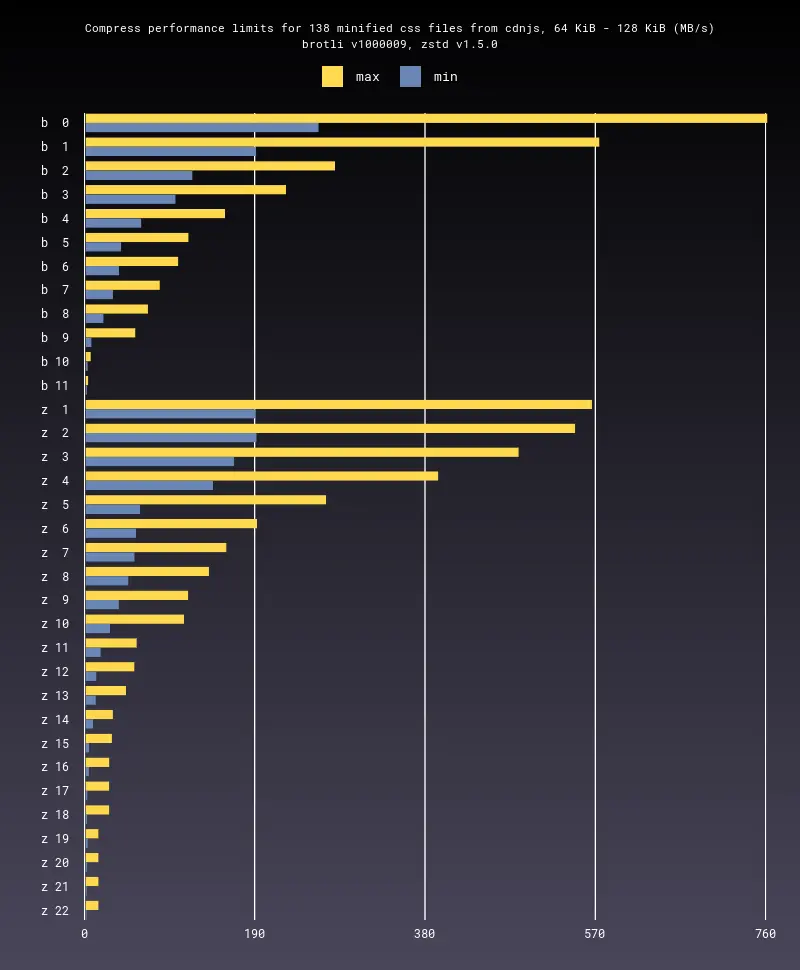 Compress performance limits for 138 minified css files from cdnjs, 64 KiB - 128 KiB (MB/s)
brotli v1000009, zstd v1.5.0
max min
b 0
b 1
b 2
b 3
b 4
b 5
b 6
b 7
b 8
b 9
b 10
b 11
z 1
z 2
z 3
z 4
z 5
z 6
z 7
z 8
z 9
z 10
z 11
z 12
z 13
z 14
z 15
z 16
z 17
z 18
z 19
z 20
z 21
z 22
0 190 380 570 760